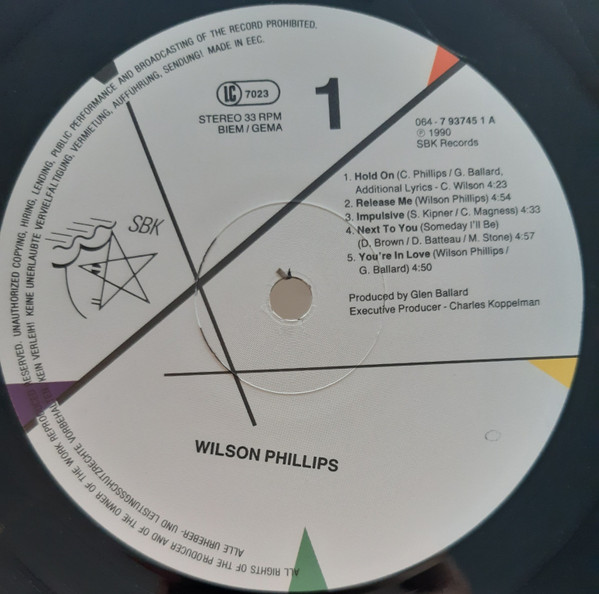 ALL RIGHTS OF THE PRODUCER AND OF THE OWNER OF THE WORK REPRODUCED RESERVED. UNAUTHORIZED COPYING, HIRING, LENDING, PUBLIC PERFORMANCE AND BROADCASTING OF THE RECORD PROHIBITED.
ALLE URHEBER- UND LEISTUNGSSCHUTZRECHTE VORBEHALTEN. KEIN VERLEIH! KEINE UNERLAUBTE VERVIELFÄLTIGUNG, VERMIETUNG, AUFFÜHRUNG, SENDUNG! MADE IN EEC.
LC 7023
STEREO 33 RPM
BIEM / GEMA
1
064 - 7 93745 1 A
℗ 1990
SBK Records
SBK
1. Hold On (C. Phillips / G. Ballard,
Additional Lyrics - C. Wilson 4:23
2. Release Me (Wilson Phillips) 4:54
3. Impulsive (S. Kipner / C. Magness) 4:33
4. Next To You (Someday I'll Be)
(D. Brown / D. Batteau / M. Stone) 4:57
5. You're In Love (Wilson Phillips /
G. Ballard) 4:50
Produced by Glen Ballard
Executive Producer - Charles Koppelman
WILSON PHILLIPS